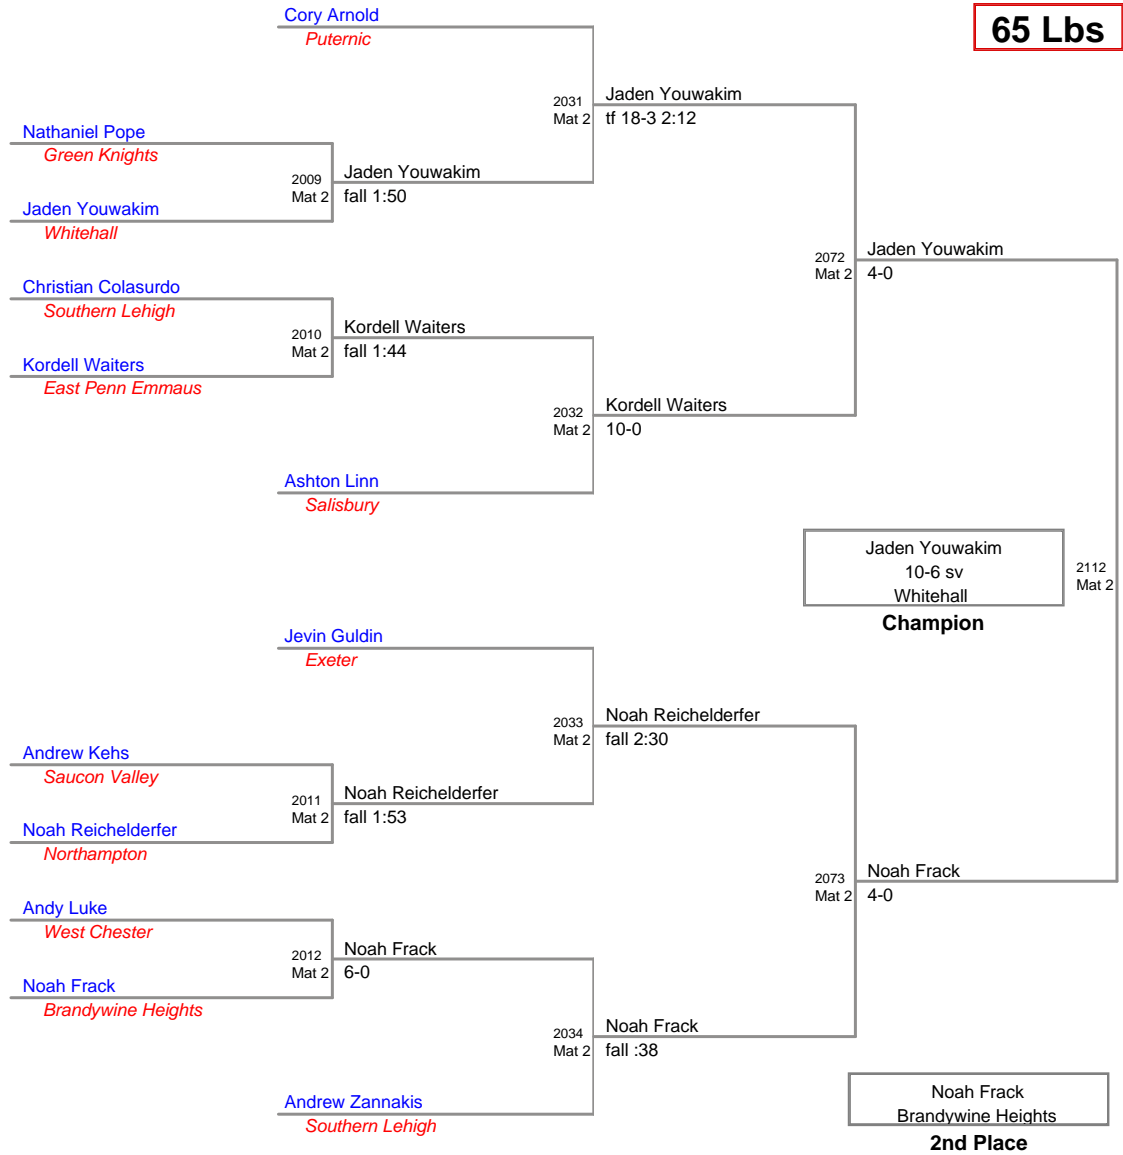 65 Lbs
Cory Arnold
Puternic
2031
Mat 2
Jaden Youwakim
tf 18-3 2:12
Nathaniel Pope
Green Knights
2009
Mat 2
Jaden Youwakim
fall 1:50
Jaden Youwakim
Whitehall
2072
Mat 2
Jaden Youwakim
4-0
Christian Colasurdo
Southern Lehigh
2010
Mat 2
Kordell Waiters
fall 1:44
Kordell Waiters
East Penn Emmaus
2032
Mat 2
Kordell Waiters
10-0
Ashton Linn
Salisbury
Jaden Youwakim
10-6 sv
Whitehall
Champion
2112
Mat 2
Jevin Guldin
Exeter
2033
Mat 2
Noah Reichelderfer
fall 2:30
Andrew Kehs
Saucon Valley
2011
Mat 2
Noah Reichelderfer
fall 1:53
Noah Reichelderfer
Northampton
2073
Mat 2
Noah Frack
4-0
Andy Luke
West Chester
2012
Mat 2
Noah Frack
6-0
Noah Frack
Brandywine Heights
2034
Mat 2
Noah Frack
fall :38
Andrew Zannakis
Southern Lehigh
Noah Frack
Brandywine Heights
2nd Place